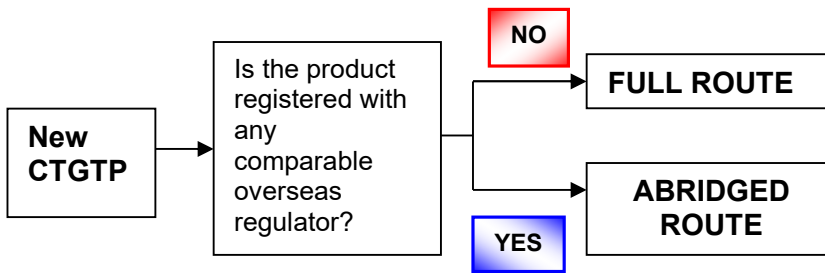 New
CTGTP
Is the product
registered with
any
comparable
overseas
regulator?
NO
FULL ROUTE
YES
ABRIDGED
ROUTE